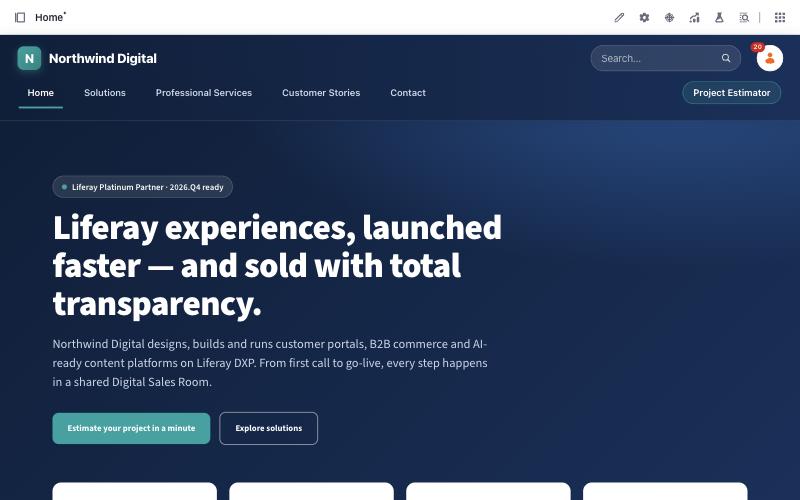 Home*
N Northwind Digital
Search...
20
Home Solutions Professional Services Customer Stories Contact Project Estimator
Liferay Platinum Partner · 2026.Q4 ready
Liferay experiences, launched
faster — and sold with total
transparency.
Northwind Digital designs, builds and runs customer portals, B2B commerce and AI-
ready content platforms on Liferay DXP. From first call to go-live, every step happens
in a shared Digital Sales Room.
Estimate your project in a minute Explore solutions